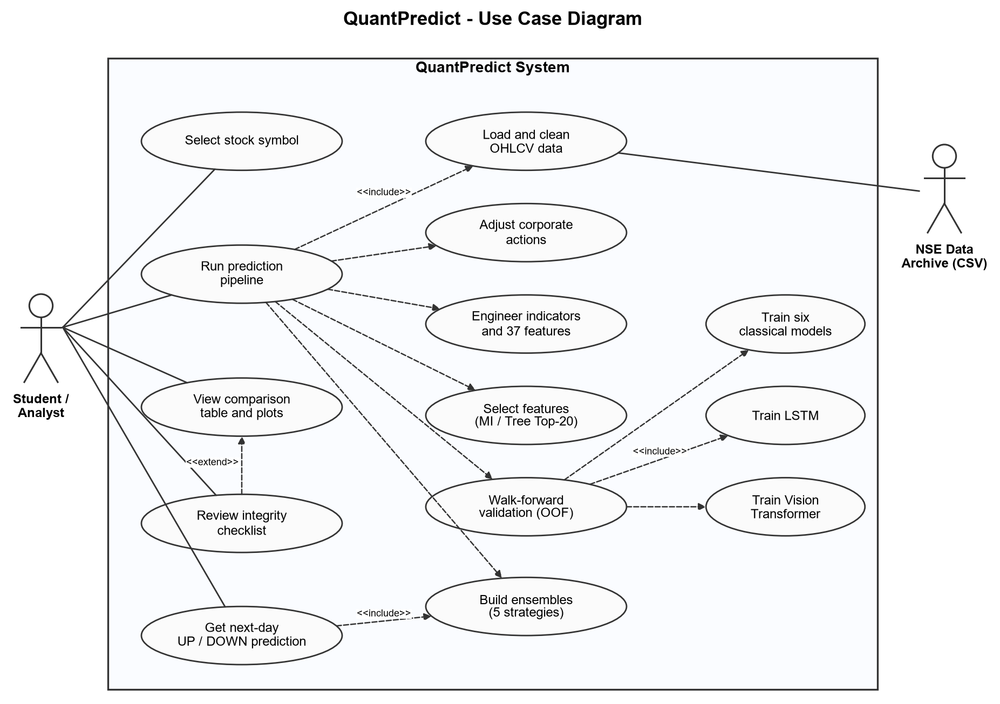 QuantPredict - Use Case Diagram
QuantPredict System
Select stock symbol
Load and clean
OHLCV data
<<include>>
Adjust corporate
actions
NSE Data
Archive (CSV)
Run prediction
pipeline
Engineer indicators
and 37 features
Train six
classical models
Student /
Analyst
View comparison
table and plots
Select features
(MI / Tree Top-20)
Train LSTM
<<include>>
<<extend>>
Walk-forward
validation (OOF)
Train Vision
Transformer
Review integrity
checklist
Build ensembles
(5 strategies)
<<include>>
Get next-day
UP / DOWN prediction